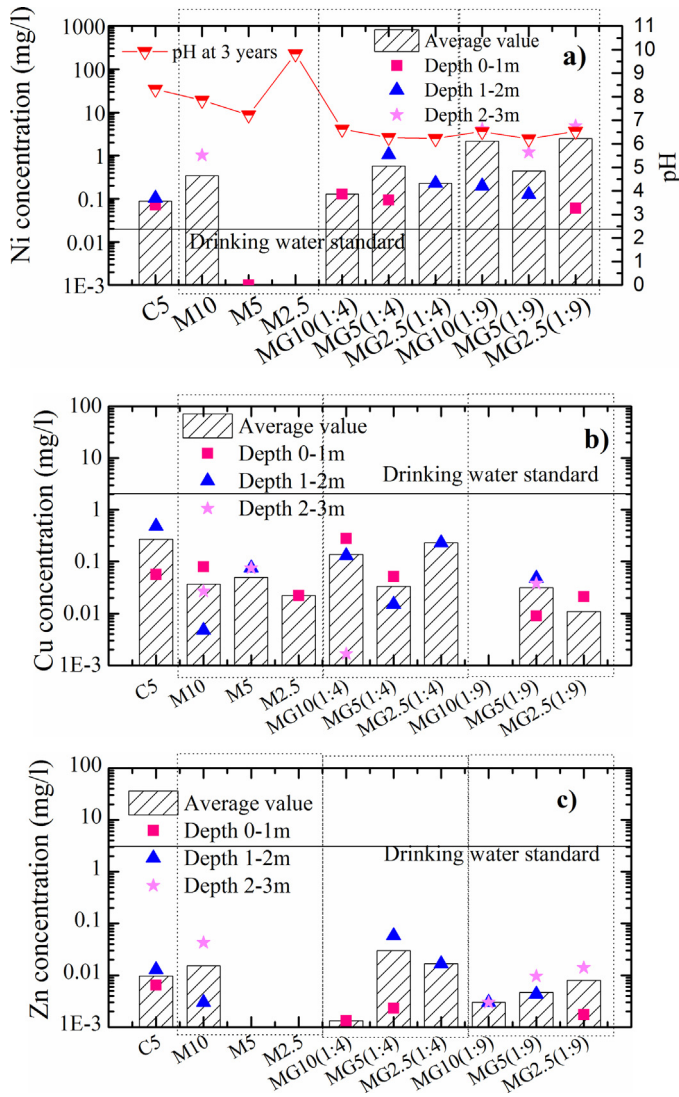 1000
100
10
1
0.1
0.01
1E-3
Ni concentration (mg/l)
pH at 3 years
Average value
Depth 0-1m
Depth 1-2m
Depth 2-3m
a)
Drinking water standard
11
10
9
8
7
6
5
4
3
2
1
0
pH
C5
M10
M5
M2.5
MG10(1:4)
MG5(1:4)
MG2.5(1:4)
MG10(1:9)
MG5(1:9)
MG2.5(1:9)
100
10
1
0.1
0.01
1E-3
Cu concentration (mg/l)
Average value
Depth 0-1m
Depth 1-2m
Depth 2-3m
b)
Drinking water standard
C5
M10
M5
M2.5
MG10(1:4)
MG5(1:4)
MG2.5(1:4)
MG10(1:9)
MG5(1:9)
MG2.5(1:9)
100
10
1
0.1
0.01
1E-3
Zn concentration (mg/l)
Average value
Depth 0-1m
Depth 1-2m
Depth 2-3m
c)
Drinking water standard
C5
M10
M5
M2.5
MG10(1:4)
MG5(1:4)
MG2.5(1:4)
MG10(1:9)
MG5(1:9)
MG2.5(1:9)